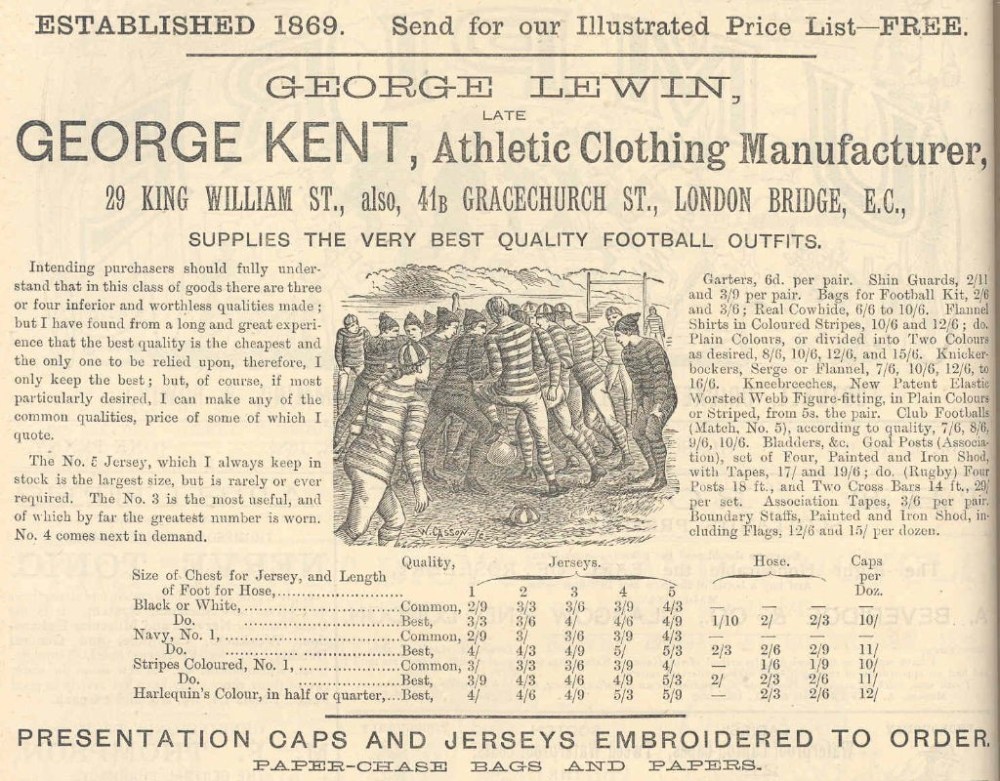 ESTABLISHED 1869. Send for our Illustrated Price List—FREE.
GEORGE LEWIN,
LATE
GEORGE KENT, Athletic Clothing Manufacturer,
29 KING WILLIAM ST., also, 41B GRACECHURCH ST., LONDON BRIDGE, E.C.,
SUPPLIES THE VERY BEST QUALITY FOOTBALL OUTFITS.
Intending purchasers should fully under-
stand that in this class of goods there are three
or four inferior and worthless qualities made;
but I have found from a long and great experi-
ence that the best quality is the cheapest and
the only one to be relied upon, therefore, I
only keep the best; but, of course, if most
particularly desired, I can make any of the
common qualities, price of some of which I
quote.
The No. 5 Jersey, which I always keep in
stock is the largest size, but is rarely or ever
required. The No. 3 is the most useful, and
of which by far the greatest number is worn.
No. 4 comes next in demand.
W. CASSON. Sc
Garters, 6d. per pair. Shin Guards, 2/11
and 3/9 per pair. Bags for Football Kit, 2/6
and 3/6; Real Cowhide, 6/6 to 10/6. Flannel
Shirts in Coloured Stripes, 10/6 and 12/6; do.
Plain Colours, or divided into Two Colours
as desired, 8/6, 10/6, 12/6, and 15/6. Knicker-
bockers, Serge or Flannel, 7/6, 10/6, 12/6, to
16/6. Kneebreeches, New Patent Elastic
Worsted Webb Figure-fitting, in Plain Colours
or Striped, from 5s. the pair. Club Footballs
(Match, No. 5), according to quality, 7/6, 8/6,
9/6, 10/6. Bladders, &c. Goal Posts (Associa-
tion), set of Four, Painted and Iron Shod,
with Tapes, 17/ and 19/6; do. (Rugby) Four
Posts 18 ft., and Two Cross Bars 14 ft., 29/
per set. Association Tapes, 3/6 per pair.
Boundary Staffs, Painted and Iron Shod, in-
cluding Flags, 12/6 and 15/ per dozen.
Quality, Jerseys. Hose. Caps per Doz.
Size of Chest for Jersey, and Length
of Foot for Hose,.................... 1 2 3 4 5
Black or White, ....................Common, 2/9 3/3 3/6 3/9 4/3 — — —
Do. ....................Best, 3/3 3/6 4/ 4/6 4/9 1/10 2/ 2/3 10/
Navy, No. 1, ....................Common, 2/9 3/ 3/6 3/9 4/3 — — — —
Do. ....................Best, 4/ 4/3 4/9 5/ 5/3 2/3 2/6 2/9 11/
Stripes Coloured, No. 1, ....................Common, 3/ 3/3 3/6 3/9 4/ — 1/6 1/9 10/
Do. ....................Best, 3/9 4/3 4/6 4/9 5/3 2/ 2/3 2/6 11/
Harlequin's Colour, in half or quarter,...Best, 4/ 4/6 4/9 5/3 5/9 — 2/3 2/6 12/
PRESENTATION CAPS AND JERSEYS EMBROIDERED TO ORDER.
PAPER-CHASE BAGS AND PAPERS.